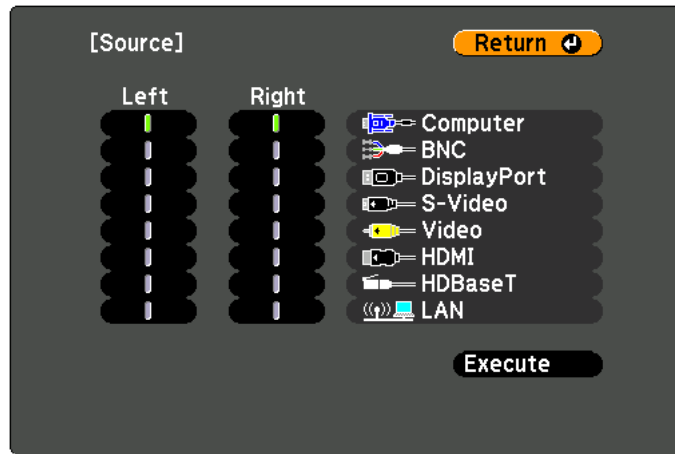 [Source]
Return
Left Right
Computer
BNC
DisplayPort
S-Video
Video
HDMI
HDBaseT
LAN
Execute